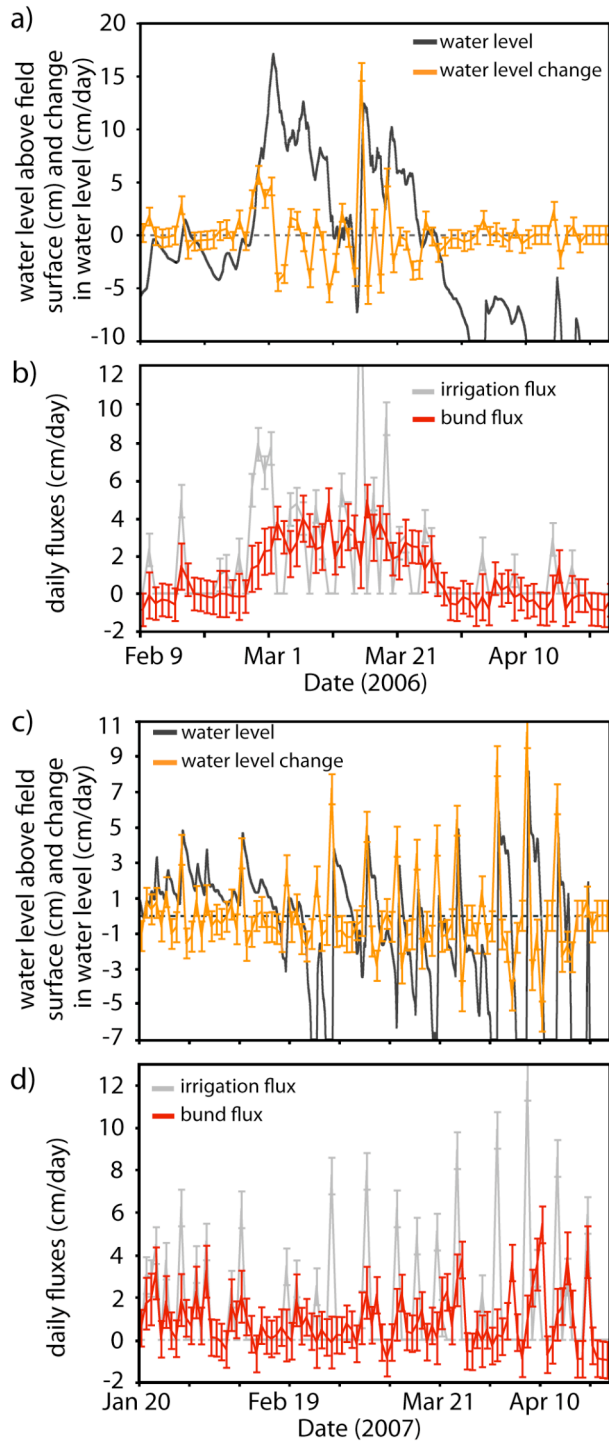 a)
water level above field
surface (cm) and change
in water level (cm/day)
20
15
10
5
0
-5
-10
water level
water level change
b)
daily fluxes (cm/day)
12
10
8
6
4
2
0
-2
irrigation flux
bund flux
Feb 9
Mar 1
Mar 21
Apr 10
Date (2006)
c)
water level above field
surface (cm) and change
in water level (cm/day)
11
9
7
5
3
1
-1
-3
-5
-7
water level
water level change
d)
daily fluxes (cm/day)
12
10
8
6
4
2
0
-2
irrigation flux
bund flux
Jan 20
Feb 19
Mar 21
Apr 10
Date (2007)